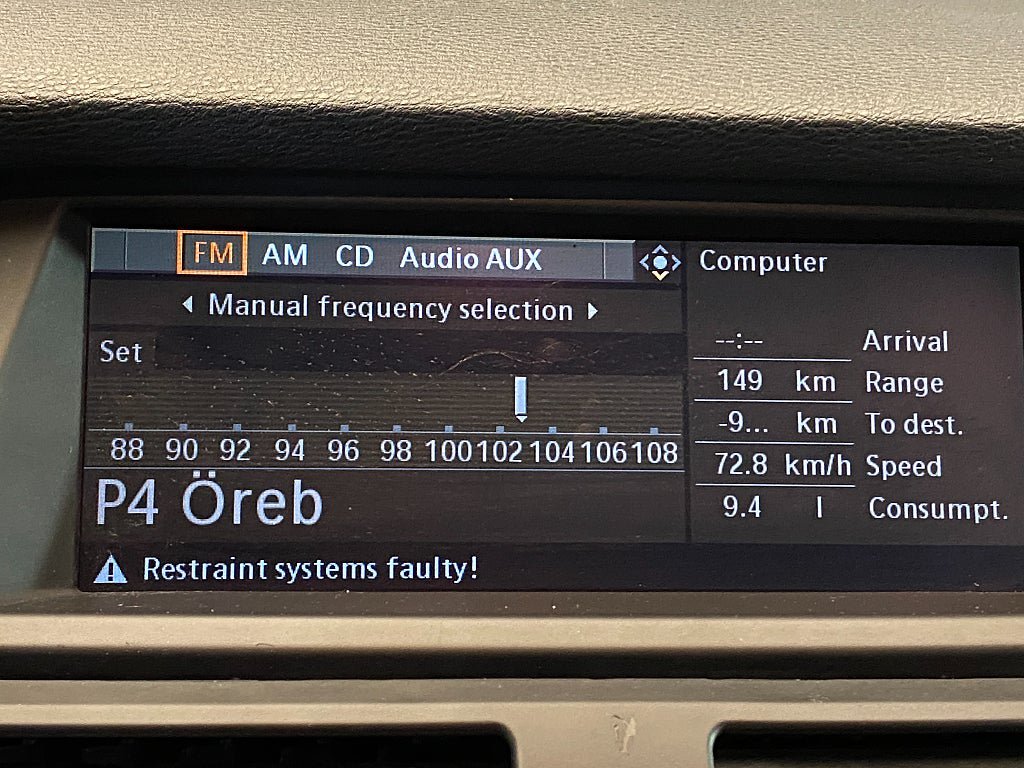 FM AM CD Audio AUX
Manual frequency selection
Set
88 90 92 94 96 98 100 102 104 106 108
P4 Öreb
Restraint systems faulty!
Computer
--:-- Arrival
149 km Range
-9... km To dest.
72.8 km/h Speed
9.4 l Consumpt.